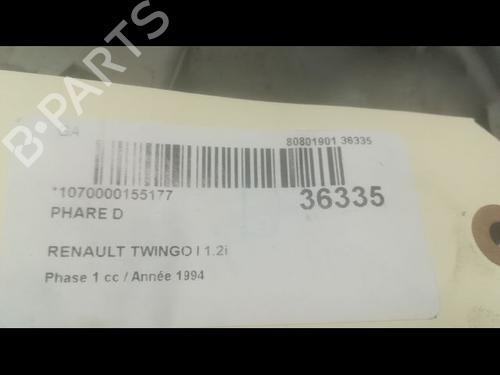 B-PARTS
80801901 36335
*1070000155177
36335
PHARE D
RENAULT TWINGO I 1.2i
Phase 1 cc / Année 1994